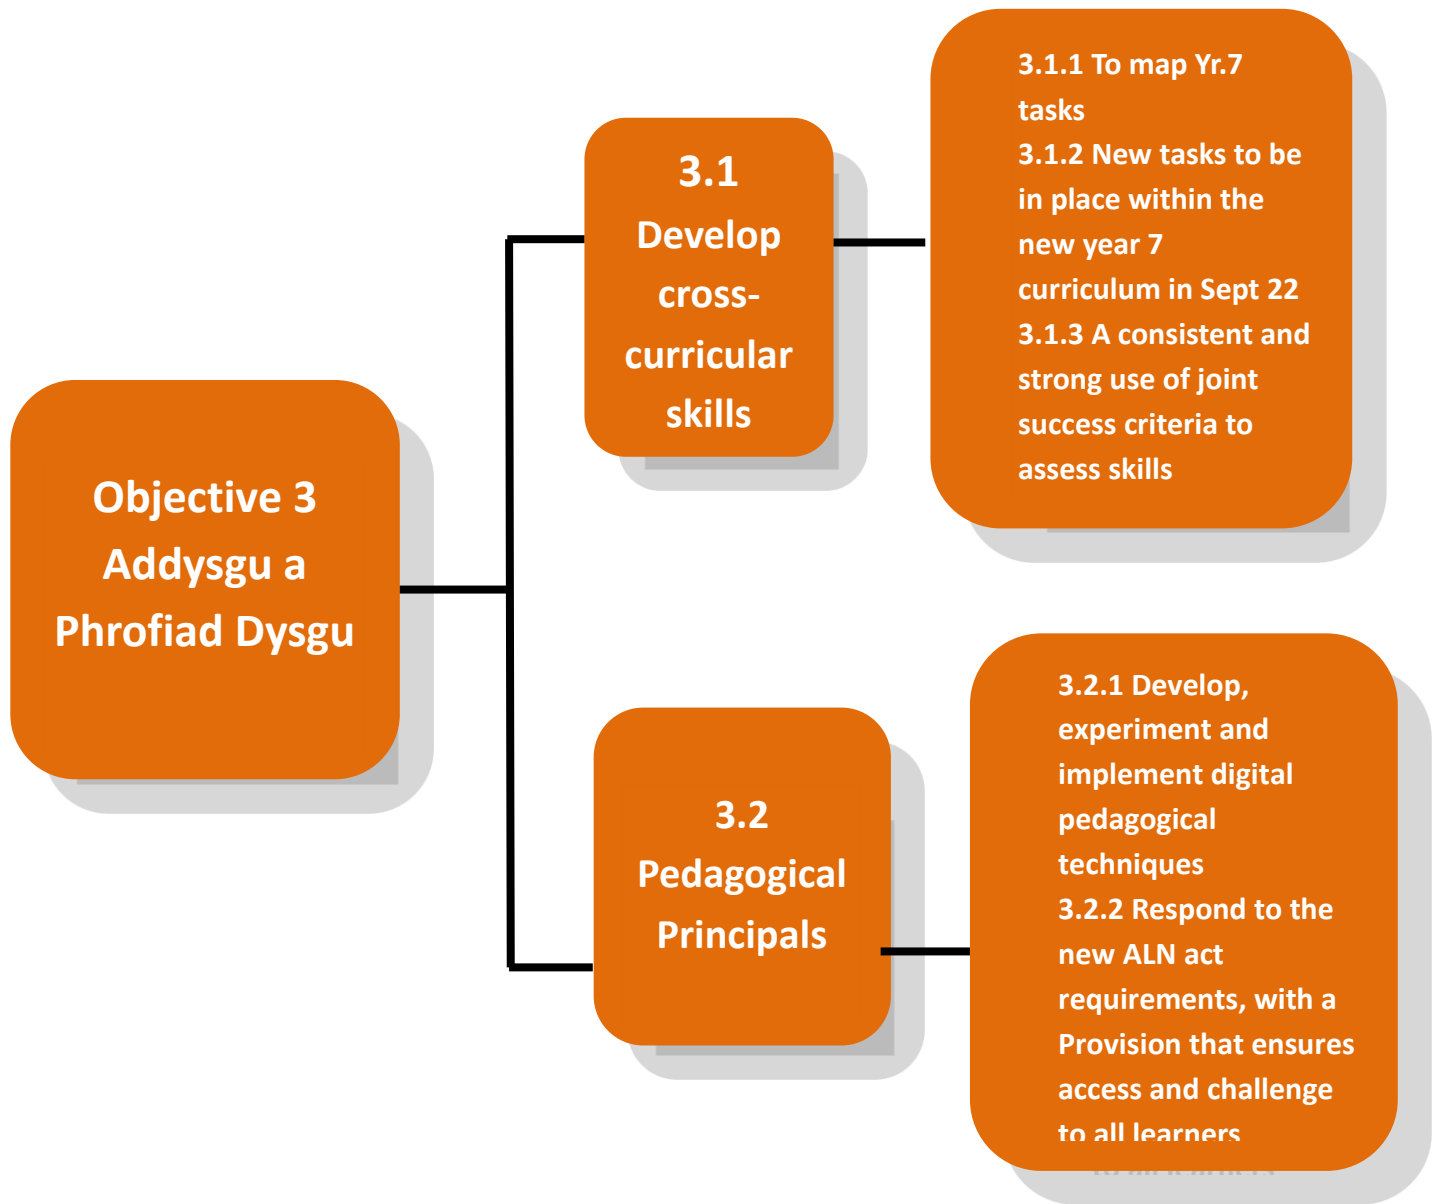 Objective 3
Addysgu a
Phrofiad Dysgu
3.1
Develop
cross-
curricular
skills
3.1.1 To map Yr.7
tasks
3.1.2 New tasks to be
in place within the
new year 7
curriculum in Sept 22
3.1.3 A consistent and
strong use of joint
success criteria to
assess skills
3.2
Pedagogical
Principals
3.2.1 Develop,
experiment and
implement digital
pedagogical
techniques
3.2.2 Respond to the
new ALN act
requirements, with a
Provision that ensures
access and challenge
to all learners